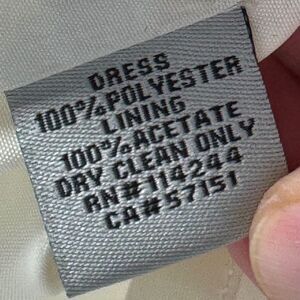 DRESS
100% POLYESTER
LINING
100% ACETATE
DRY CLEAN ONLY
RN# 114244
CA# 57151